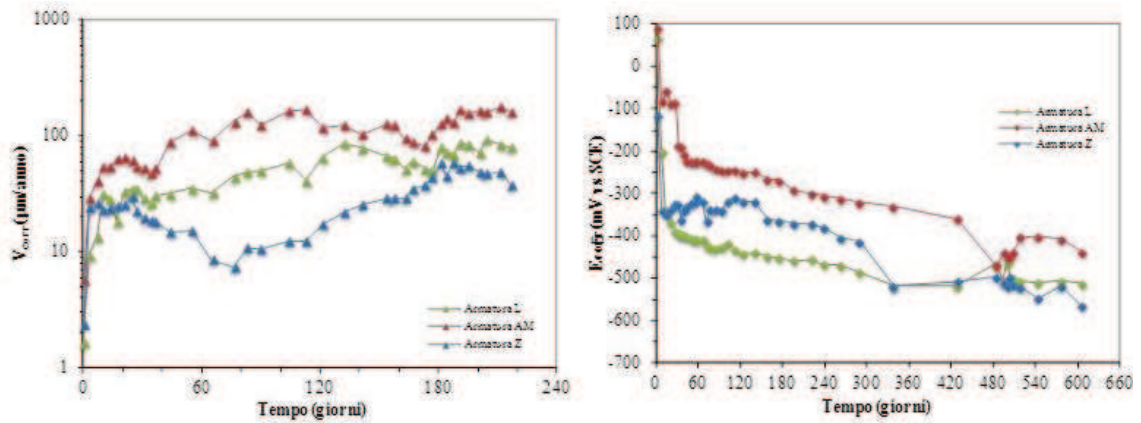 1000
100
10
1
V_corr (µm/anno)
0 60 120 180 240
Tempo (giorni)
Armatura L
Armatura AM
Armatura Z
100
0
-100
-200
-300
-400
-500
-600
-700
Ecorr (mV vs SCE)
0 60 120 180 240 300 360 420 480 540 600 660
Tempo (giorni)
Armatura L
Armatura AM
Armatura Z